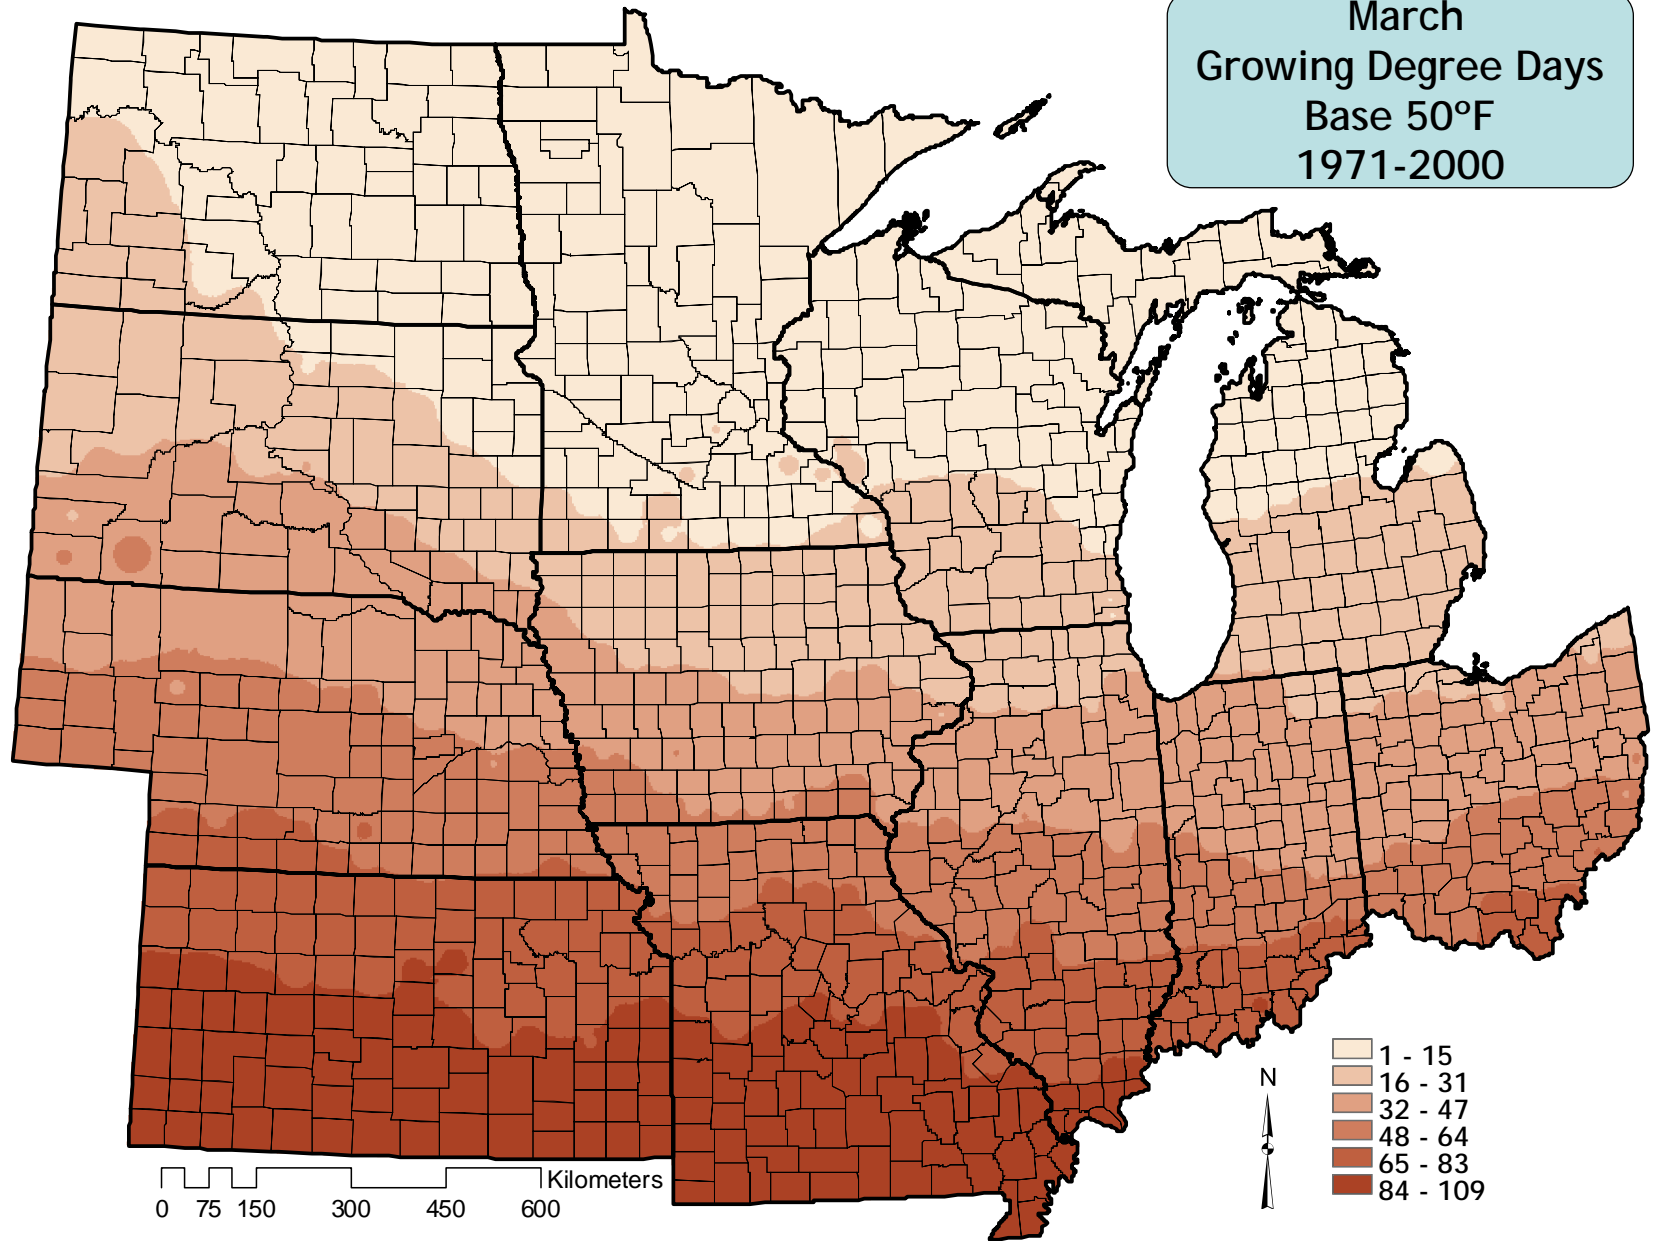 March
Growing Degree Days
Base 50°F
1971-2000
N
1 - 15
16 - 31
32 - 47
48 - 64
65 - 83
84 - 109
Kilometers
0 75 150 300 450 600